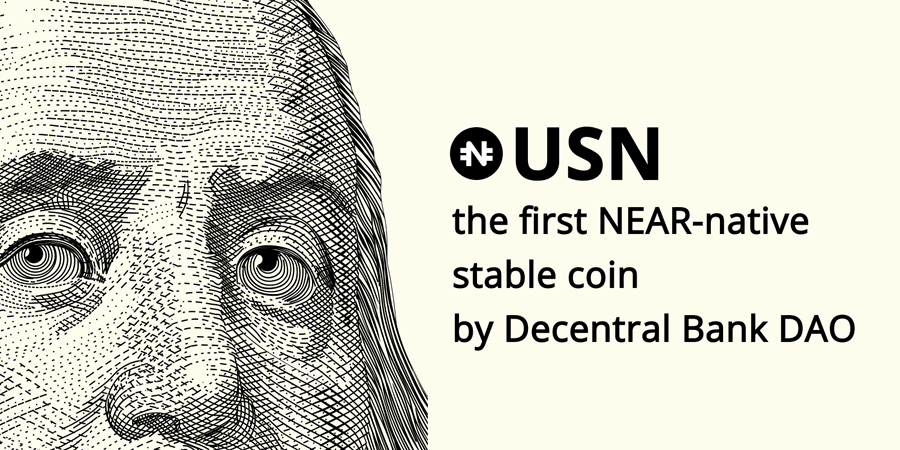 USN
the first NEAR-native
stable coin
by Decentral Bank DAO